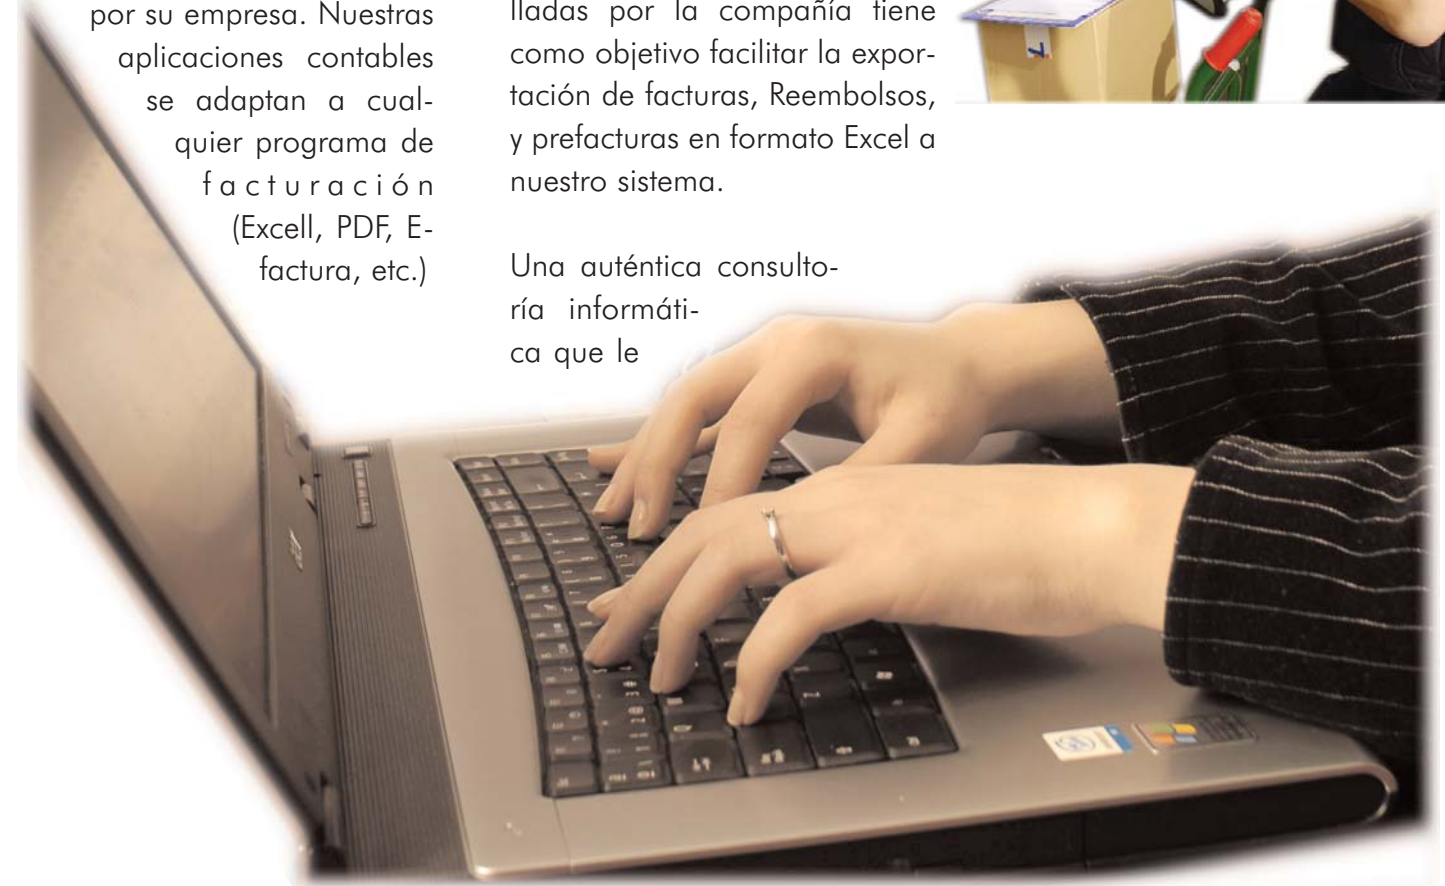 por su empresa. Nuestras
aplicaciones contables
se adaptan a cual-
quier programa de
facturación
(Excell, PDF, E-
factura, etc.)
lladas por la compañía tiene
como objetivo facilitar la expor-
tación de facturas, Reembolsos,
y prefacturas en formato Excel a
nuestro sistema.
Una auténtica consulto-
ría informáti-
ca que le